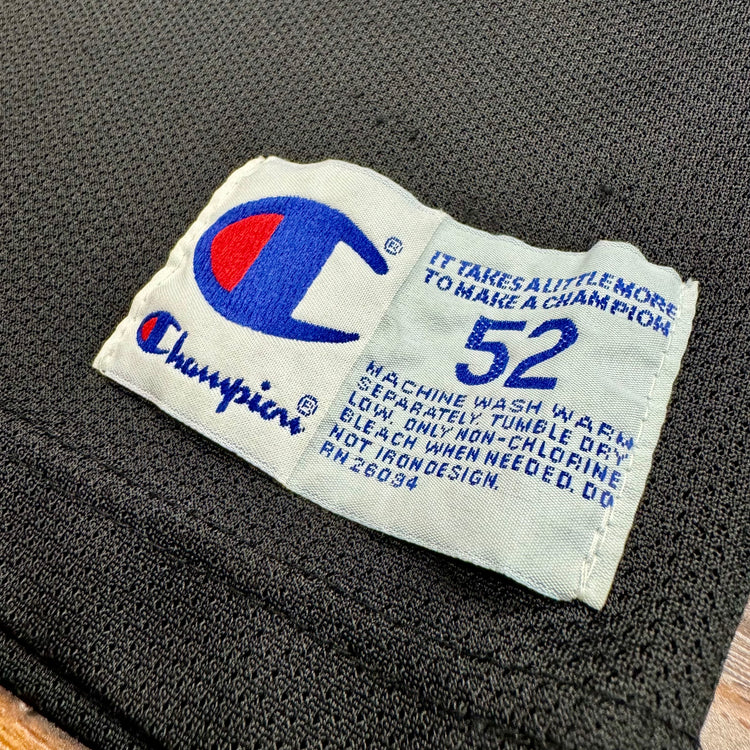 ®
Champion®
IT TAKES A LITTLE MORE
TO MAKE A CHAMPION
52
MACHINE WASH WARM
SEPARATELY. TUMBLE DRY
LOW. ONLY NON-CHLORINE
BLEACH WHEN NEEDED. DO
NOT IRON DESIGN.
RN 26094